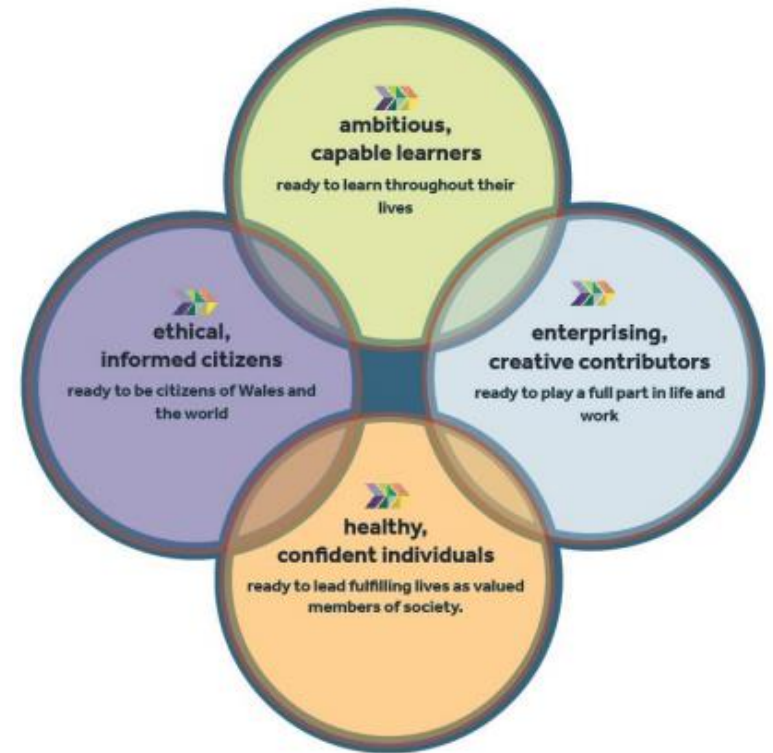 ambitious,
capable learners
ready to learn throughout their
lives
ethical,
informed citizens
ready to be citizens of Wales and
the world
enterprising,
creative contributors
ready to play a full part in life and
work
healthy,
confident individuals
ready to lead fulfilling lives as valued
members of society.